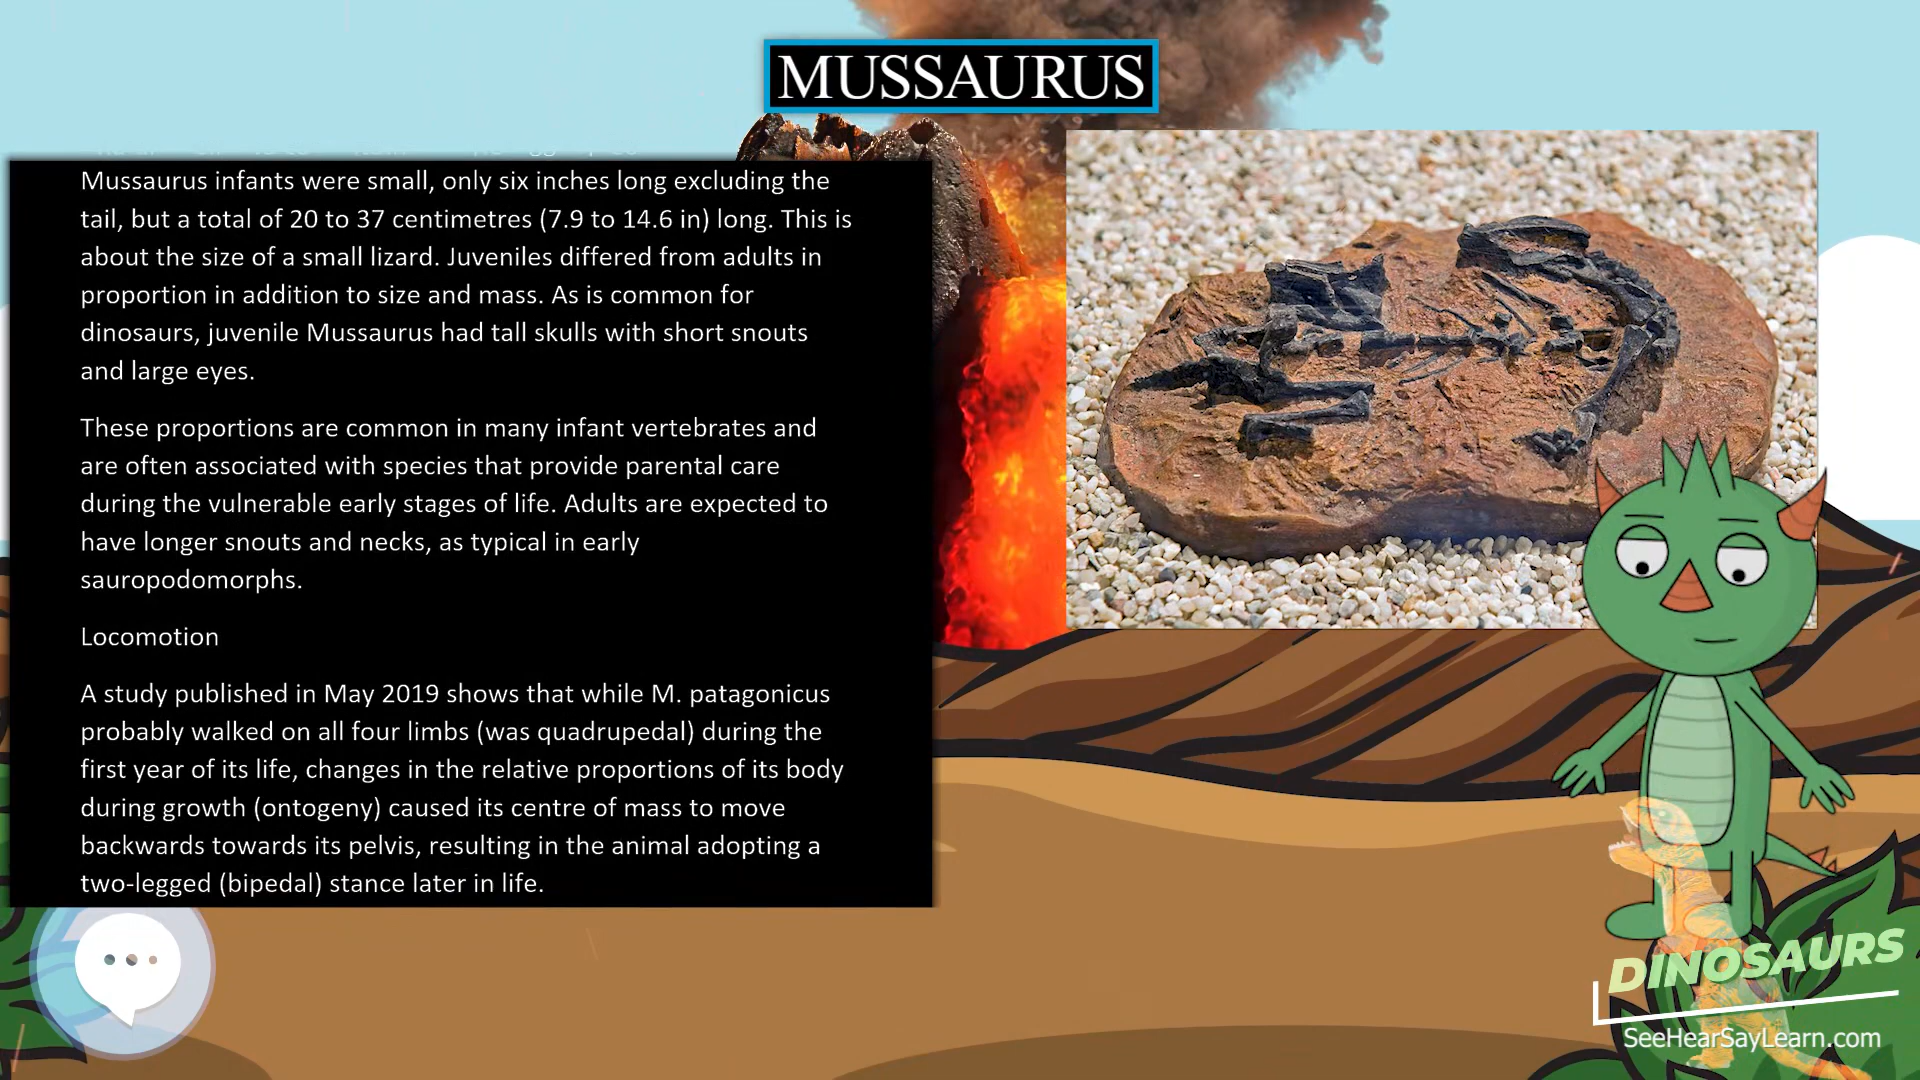 MUSSAURUS
Mussaurus infants were small, only six inches long excluding the
tail, but a total of 20 to 37 centimetres (7.9 to 14.6 in) long. This is
about the size of a small lizard. Juveniles differed from adults in
proportion in addition to size and mass. As is common for
dinosaurs, juvenile Mussaurus had tall skulls with short snouts
and large eyes.
These proportions are common in many infant vertebrates and
are often associated with species that provide parental care
during the vulnerable early stages of life. Adults are expected to
have longer snouts and necks, as typical in early
sauropodomorphs.
Locomotion
A study published in May 2019 shows that while M. patagonicus
probably walked on all four limbs (was quadrupedal) during the
first year of its life, changes in the relative proportions of its body
during growth (ontogeny) caused its centre of mass to move
backwards towards its pelvis, resulting in the animal adopting a
two-legged (bipedal) stance later in life.
DINOSAURS
SeeHearSayLearn.com